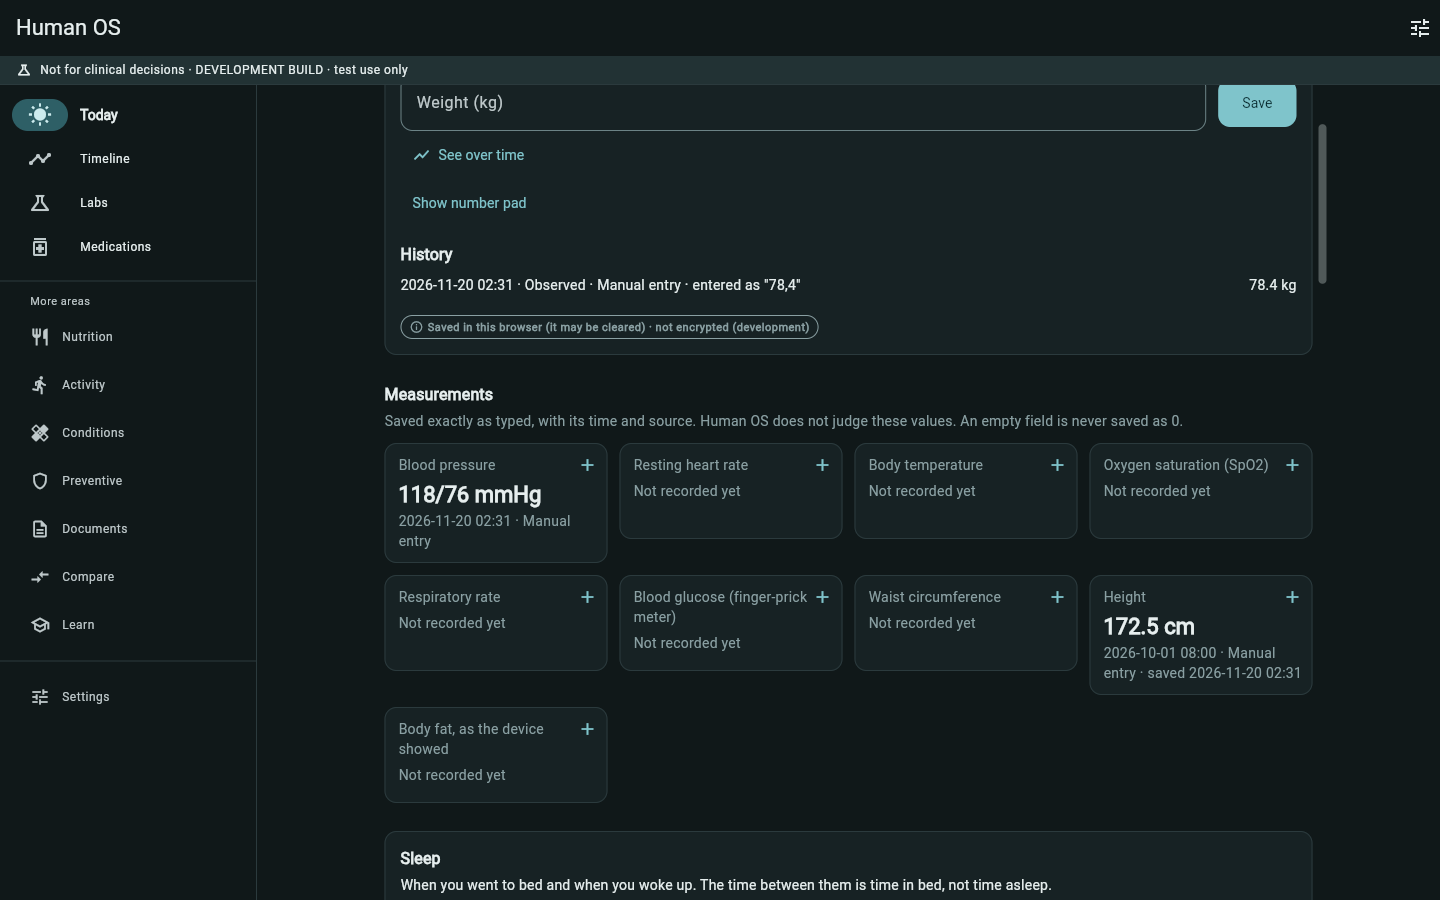 Human OS
Not for clinical decisions · DEVELOPMENT BUILD · test use only
Today
Timeline
Labs
Medications
More areas
Nutrition
Activity
Conditions
Preventive
Documents
Compare
Learn
Settings
Weight (kg)
Save
See over time
Show number pad
History
2026-11-20 02:31 · Observed · Manual entry · entered as "78,4"
78.4 kg
Saved in this browser (it may be cleared) · not encrypted (development)
Measurements
Saved exactly as typed, with its time and source. Human OS does not judge these values. An empty field is never saved as 0.
Blood pressure
118/76 mmHg
2026-11-20 02:31 · Manual
entry
Resting heart rate
Not recorded yet
Body temperature
Not recorded yet
Oxygen saturation (SpO2)
Not recorded yet
Respiratory rate
Not recorded yet
Blood glucose (finger-prick
meter)
Not recorded yet
Waist circumference
Not recorded yet
Height
172.5 cm
2026-10-01 08:00 · Manual
entry · saved 2026-11-20 02:31
Body fat, as the device
showed
Not recorded yet
Sleep
When you went to bed and when you woke up. The time between them is time in bed, not time asleep.